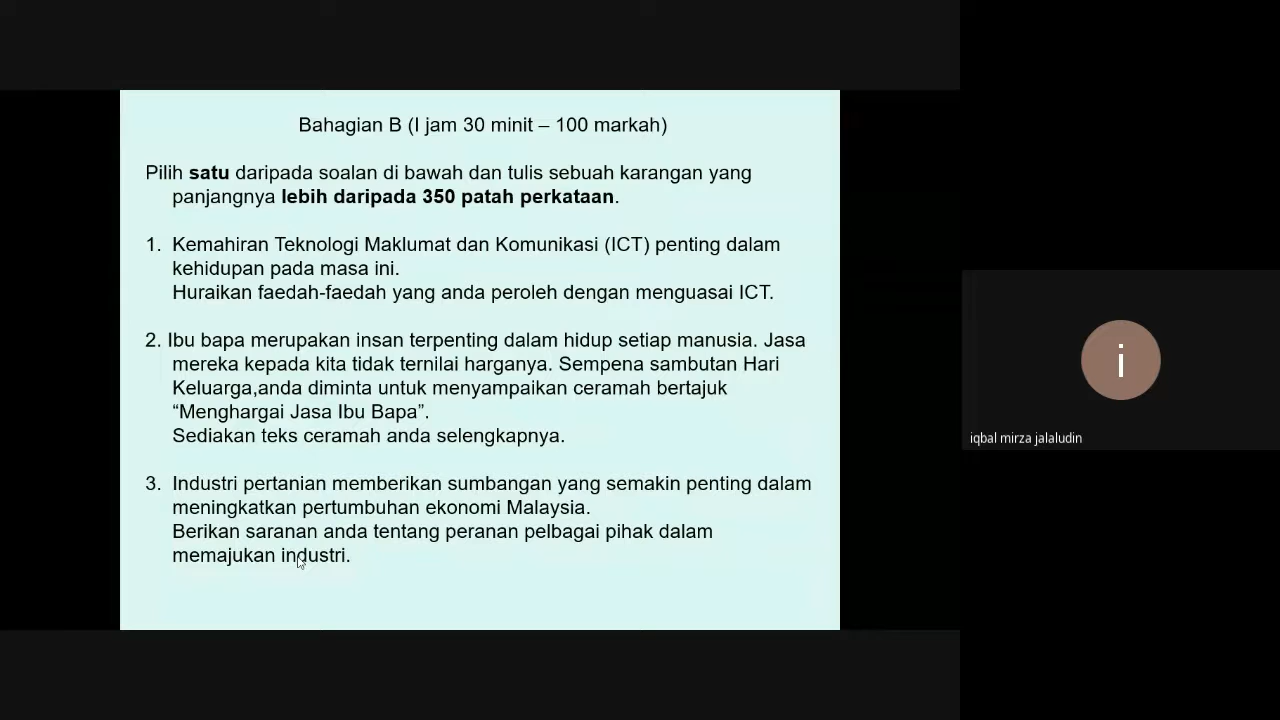 Bahagian B (I jam 30 minit – 100 markah)
Pilih satu daripada soalan di bawah dan tulis sebuah karangan yang
panjangnya lebih daripada 350 patah perkataan.
1. Kemahiran Teknologi Maklumat dan Komunikasi (ICT) penting dalam
kehidupan pada masa ini.
Huraikan faedah-faedah yang anda peroleh dengan menguasai ICT.
2. Ibu bapa merupakan insan terpenting dalam hidup setiap manusia. Jasa
mereka kepada kita tidak ternilai harganya. Sempena sambutan Hari
Keluarga,anda diminta untuk menyampaikan ceramah bertajuk
“Menghargai Jasa Ibu Bapa”.
Sediakan teks ceramah anda selengkapnya.
3. Industri pertanian memberikan sumbangan yang semakin penting dalam
meningkatkan pertumbuhan ekonomi Malaysia.
Berikan saranan anda tentang peranan pelbagai pihak dalam
memajukan industri.
i
iqbal mirza jalaludin